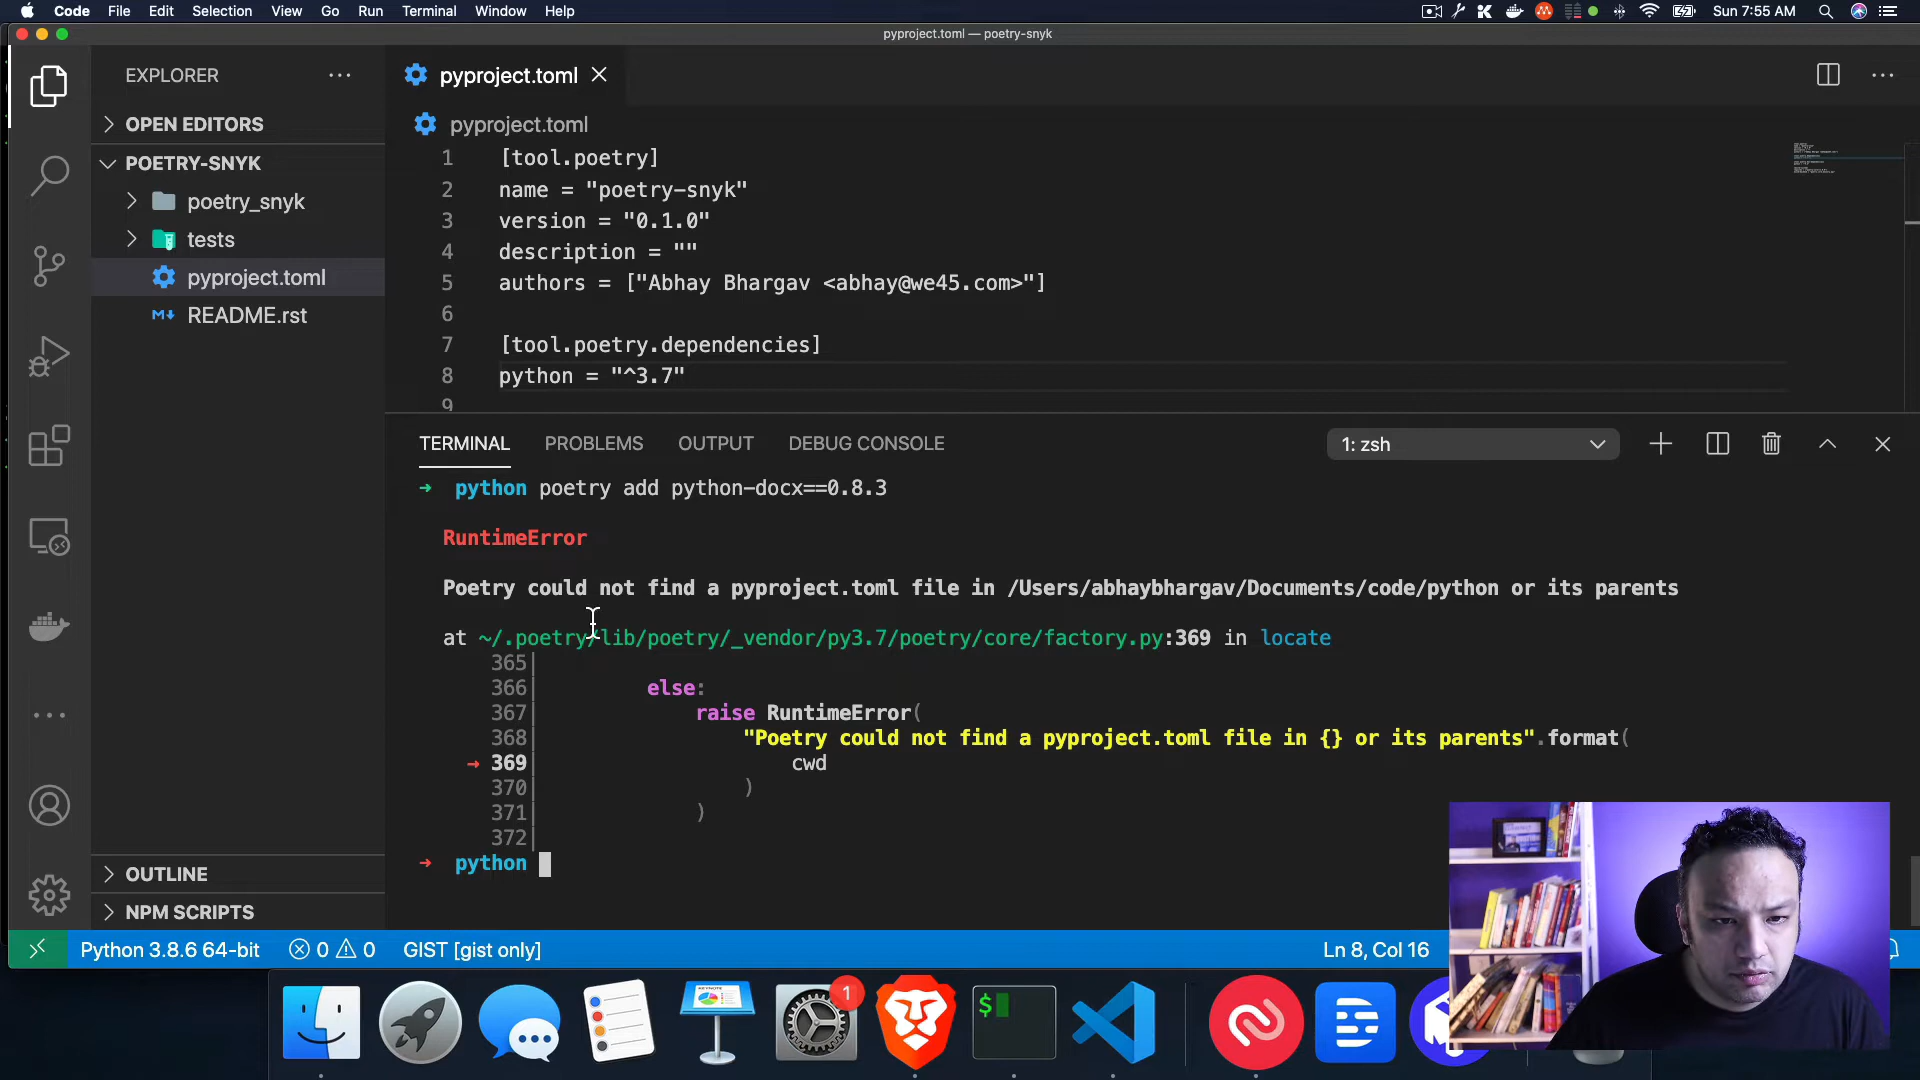 Code File Edit Selection View Go Run Terminal Window Help
Sun 7:55 AM
pyproject.toml — poetry-snyk
EXPLORER
OPEN EDITORS
POETRY-SNYK
poetry_snyk
tests
pyproject.toml
README.rst
OUTLINE
NPM SCRIPTS
pyproject.toml
pyproject.toml
1 [tool.poetry]
2 name = "poetry-snyk"
3 version = "0.1.0"
4 description = ""
5 authors = ["Abhay Bhargav <abhay@we45.com>"]
6
7 [tool.poetry.dependencies]
8 python = "^3.7"
9
TERMINAL PROBLEMS OUTPUT DEBUG CONSOLE 1: zsh
→ python poetry add python-docx==0.8.3
RuntimeError
Poetry could not find a pyproject.toml file in /Users/abhaybhargav/Documents/code/python or its parents
at ~/.poetry/lib/poetry/_vendor/py3.7/poetry/core/factory.py:369 in locate
365│
366│ else:
367│ raise RuntimeError(
368│ "Poetry could not find a pyproject.toml file in {} or its parents".format(
→ 369│ cwd
370│ )
371│ )
372│
→ python
Python 3.8.6 64-bit 0 0 GIST [gist only] Ln 8, Col 16
KEYNOTE
1
$